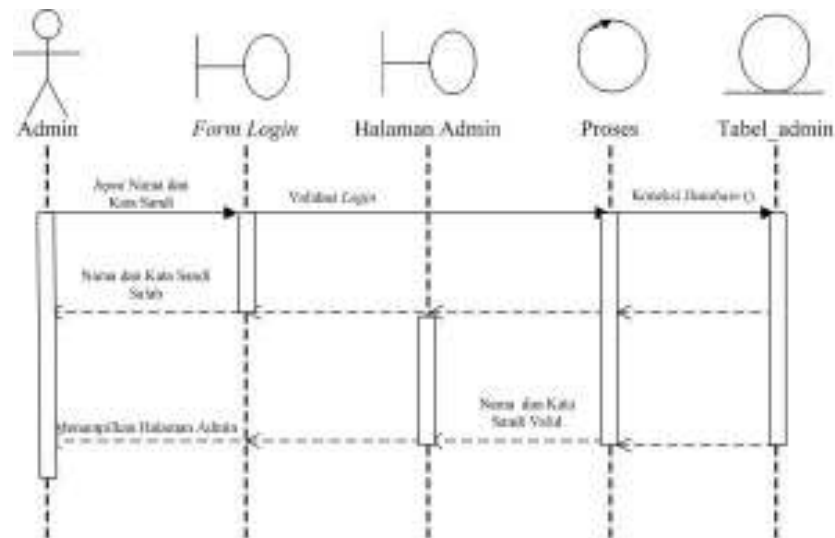 Admin
Form Login
Halaman Admin
Proses
Tabel_admin
Input Nama dan
Kata Sandi
Validasi Login
Koneksi Database ()
Nama dan Kata Sandi
Salah
Nama dan Kata
Sandi Valid
Menampilkan Halaman Admin